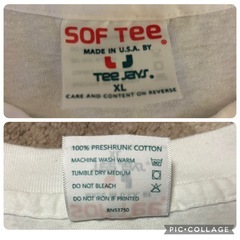 SOF TEE®
MADE IN U.S.A. BY
TEE JAYS®
XL
CARE AND CONTENT ON REVERSE
100% PRESHRUNK COTTON
MACHINE WASH WARM
TUMBLE DRY MEDIUM
DO NOT BLEACH
DO NOT IRON IF PRINTED
RN53750
PIC•COLLAGE